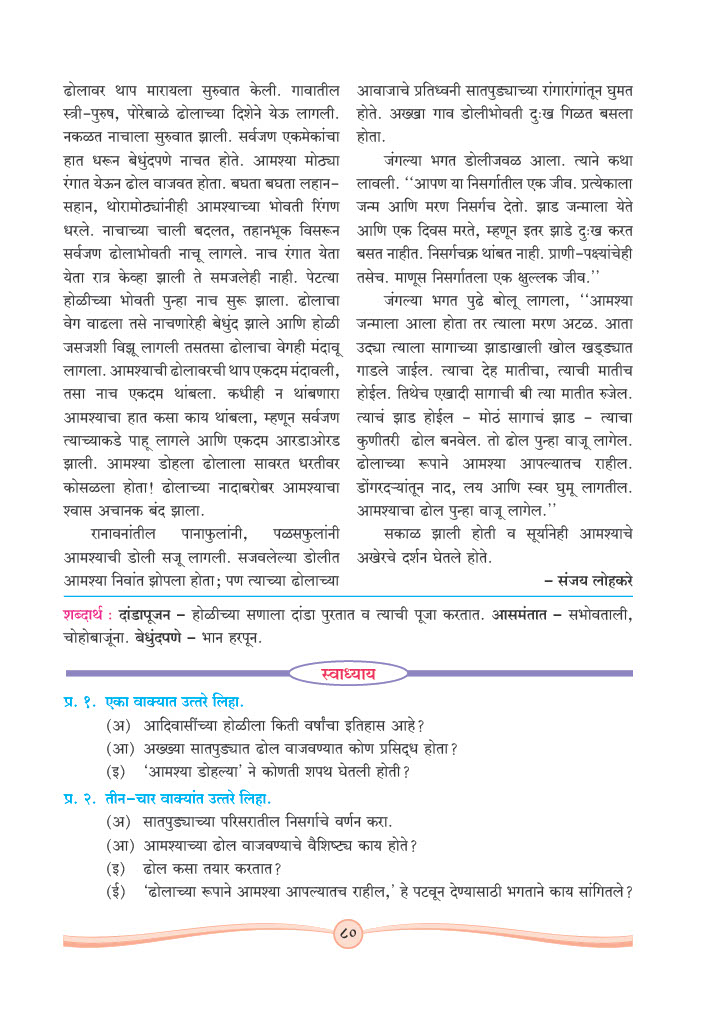 ढोलावर थाप मारायला सुरुवात केली. गावातील
स्त्री-पुरुष, पोरेबाळे ढोलाच्या दिशेने येऊ लागली.
नकळत नाचाला सुरुवात झाली. सर्वजण एकमेकांचा
हात धरून बेधुंदपणे नाचत होते. आमश्या मोठ्या
रंगात येऊन ढोल वाजवत होता. बघता बघता लहान-
सहान, थोरामोठ्यांनीही आमश्याच्या भोवती रिंगण
धरले. नाचाच्या चाली बदलत, तहानभूक विसरून
सर्वजण ढोलाभोवती नाचू लागले. नाच रंगात येता
येता रात्र केव्हा झाली ते समजलेही नाही. पेटत्या
होळीच्या भोवती पुन्हा नाच सुरू झाला. ढोलाचा
वेग वाढला तसे नाचणारेही बेधुंद झाले आणि होळी
जसजशी विझू लागली तसतसा ढोलाचा वेगही मंदावू
लागला. आमश्याची ढोलावरची थाप एकदम मंदावली,
तसा नाच एकदम थांबला. कधीही न थांबणारा
आमश्याचा हात कसा काय थांबला, म्हणून सर्वजण
त्याच्याकडे पाहू लागले आणि एकदम आरडाओरड
झाली. आमश्या डोहला ढोलाला सावरत धरतीवर
कोसळला होता! ढोलाच्या नादाबरोबर आमश्याचा
श्वास अचानक बंद झाला.
रानावनांतील पानाफुलांनी, पळसफुलांनी
आमश्याची डोली सजू लागली. सजवलेल्या डोलीत
आमश्या निवांत झोपला होता; पण त्याच्या ढोलाच्या
आवाजाचे प्रतिध्वनी सातपुड्याच्या रांगारांगांतून घुमत
होते. अख्खा गाव डोलीभोवती दुःख गिळत बसला
होता.
जंगल्या भगत डोलीजवळ आला. त्याने कथा
लावली. ‘‘आपण या निसर्गातील एक जीव. प्रत्येकाला
जन्म आणि मरण निसर्गच देतो. झाड जन्माला येते
आणि एक दिवस मरते, म्हणून इतर झाडे दुःख करत
बसत नाहीत. निसर्गचक्र थांबत नाही. प्राणी-पक्ष्यांचेही
तसेच. माणूस निसर्गातला एक क्षुल्लक जीव.’’
जंगल्या भगत पुढे बोलू लागला, ‘‘आमश्या
जन्माला आला होता तर त्याला मरण अटळ. आता
उद्या त्याला सागाच्या झाडाखाली खोल खड्ड्यात
गाडले जाईल. त्याचा देह मातीचा, त्याची मातीच
होईल. तिथेच एखादी सागाची बी त्या मातीत रुजेल.
त्याचं झाड होईल - मोठं सागाचं झाड - त्याचा
कुणीतरी ढोल बनवेल. तो ढोल पुन्हा वाजू लागेल.
ढोलाच्या रूपाने आमश्या आपल्यातच राहील.
डोंगरदऱ्यांतून नाद, लय आणि स्वर घुमू लागतील.
आमश्याचा ढोल पुन्हा वाजू लागेल.’’
सकाळ झाली होती व सूर्यानेही आमश्याचे
अखेरचे दर्शन घेतले होते.
– संजय लोहकरे
शब्दार्थ : दांडापूजन – होळीच्या सणाला दांडा पुरतात व त्याची पूजा करतात. आसमंतात – सभोवताली,
चोहोबाजूंना. बेधुंदपणे – भान हरपून.
स्वाध्याय
प्र. १. एका वाक्यात उत्तरे लिहा.
(अ) आदिवासींच्या होळीला किती वर्षांचा इतिहास आहे?
(आ) अख्ख्या सातपुड्यात ढोल वाजवण्यात कोण प्रसिद्ध होता?
(इ) ‘आमश्या डोहल्या’ ने कोणती शपथ घेतली होती?
प्र. २. तीन-चार वाक्यांत उत्तरे लिहा.
(अ) सातपुड्याच्या परिसरातील निसर्गाचे वर्णन करा.
(आ) आमश्याच्या ढोल वाजवण्याचे वैशिष्ट्य काय होते?
(इ) ढोल कसा तयार करतात?
(ई) ‘ढोलाच्या रूपाने आमश्या आपल्यातच राहील,’ हे पटवून देण्यासाठी भगताने काय सांगितले?
८०